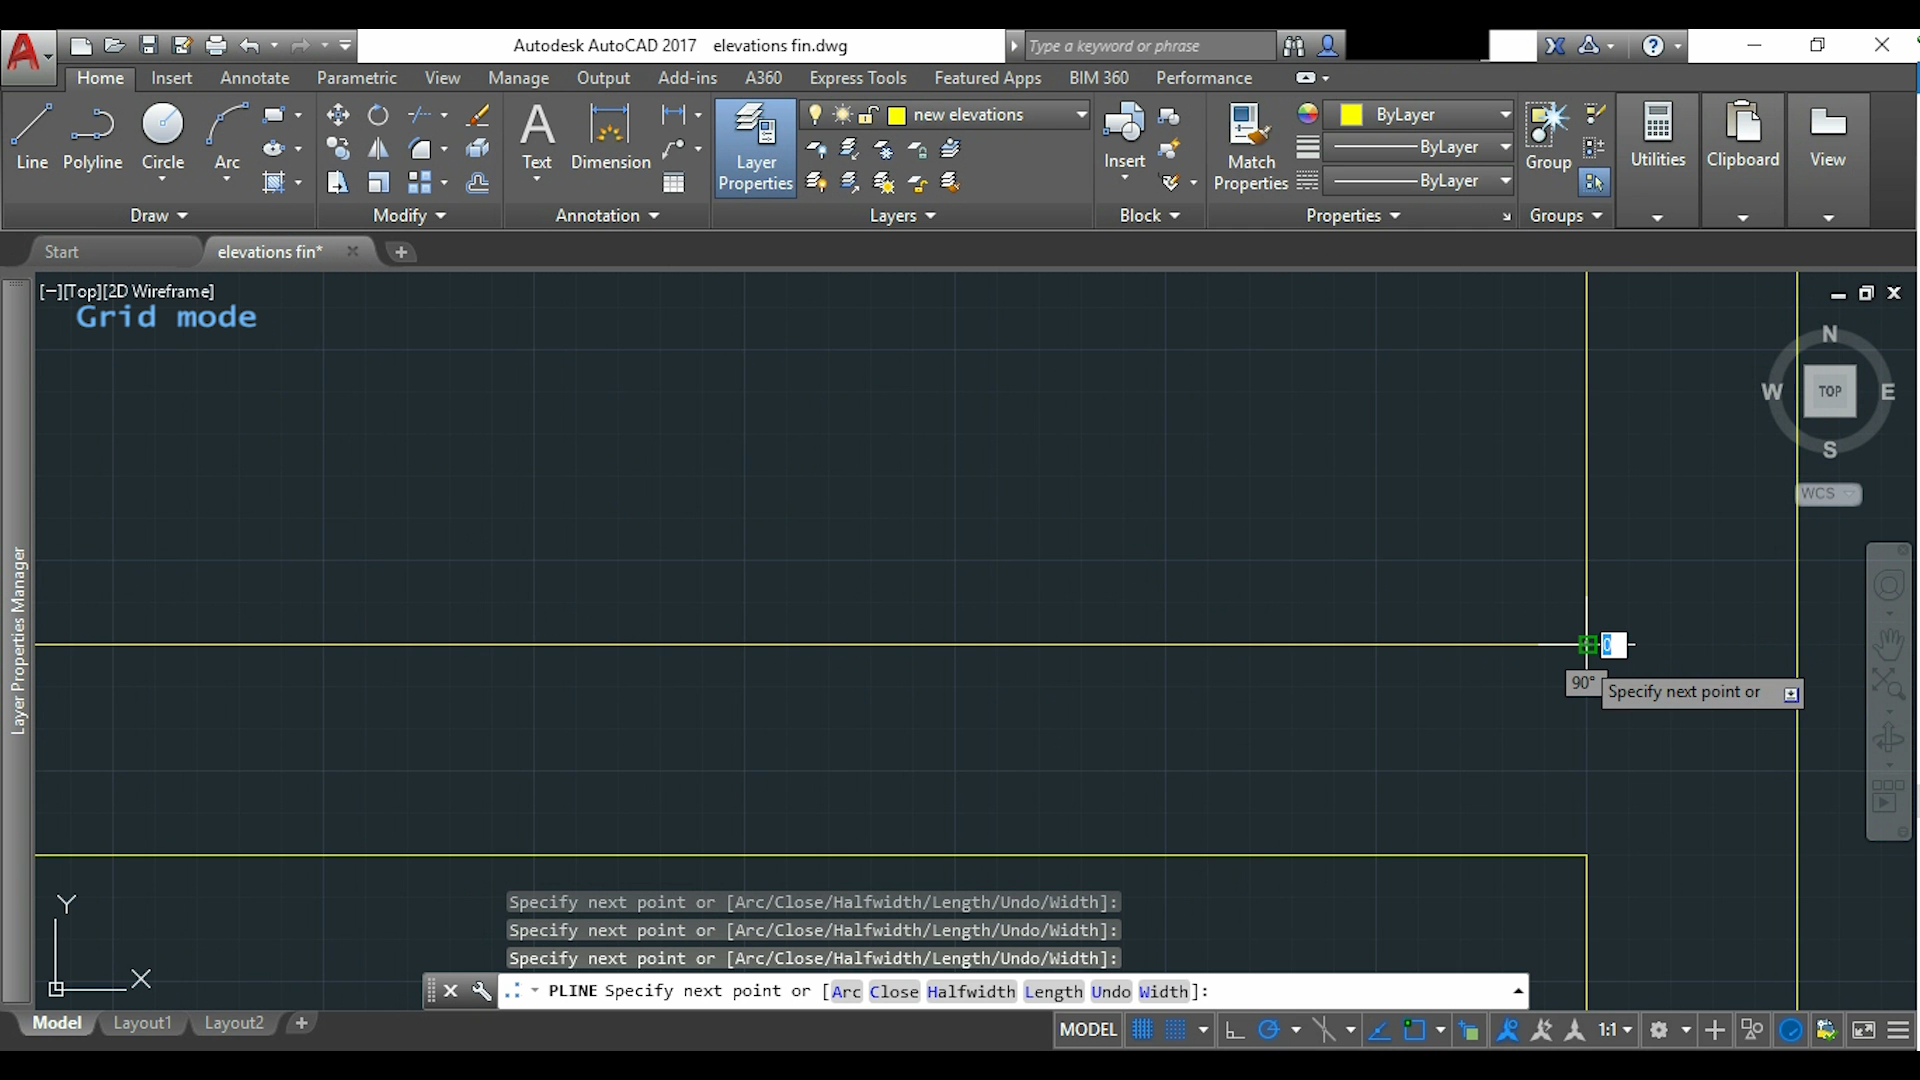 Autodesk AutoCAD 2017 elevations fin.dwg
Type a keyword or phrase
Home Insert Annotate Parametric View Manage Output Add-ins A360 Express Tools Featured Apps BIM 360 Performance
Line Polyline Circle Arc
Text Dimension
Layer Properties
new elevations
Insert
Match Properties
ByLayer
ByLayer
ByLayer
Group
Utilities
Clipboard
View
Draw Modify Annotation Layers Block Properties Groups
Start elevations fin*
[−][Top][2D Wireframe]
Grid mode
N
W TOP E
S
WCS
Layer Properties Manager
0
90°
Specify next point or
Y
X
Specify next point or [Arc/Close/Halfwidth/Length/Undo/Width]:
Specify next point or [Arc/Close/Halfwidth/Length/Undo/Width]:
Specify next point or [Arc/Close/Halfwidth/Length/Undo/Width]:
PLINE Specify next point or [Arc Close Halfwidth Length Undo Width]:
Model Layout1 Layout2
MODEL 1:1